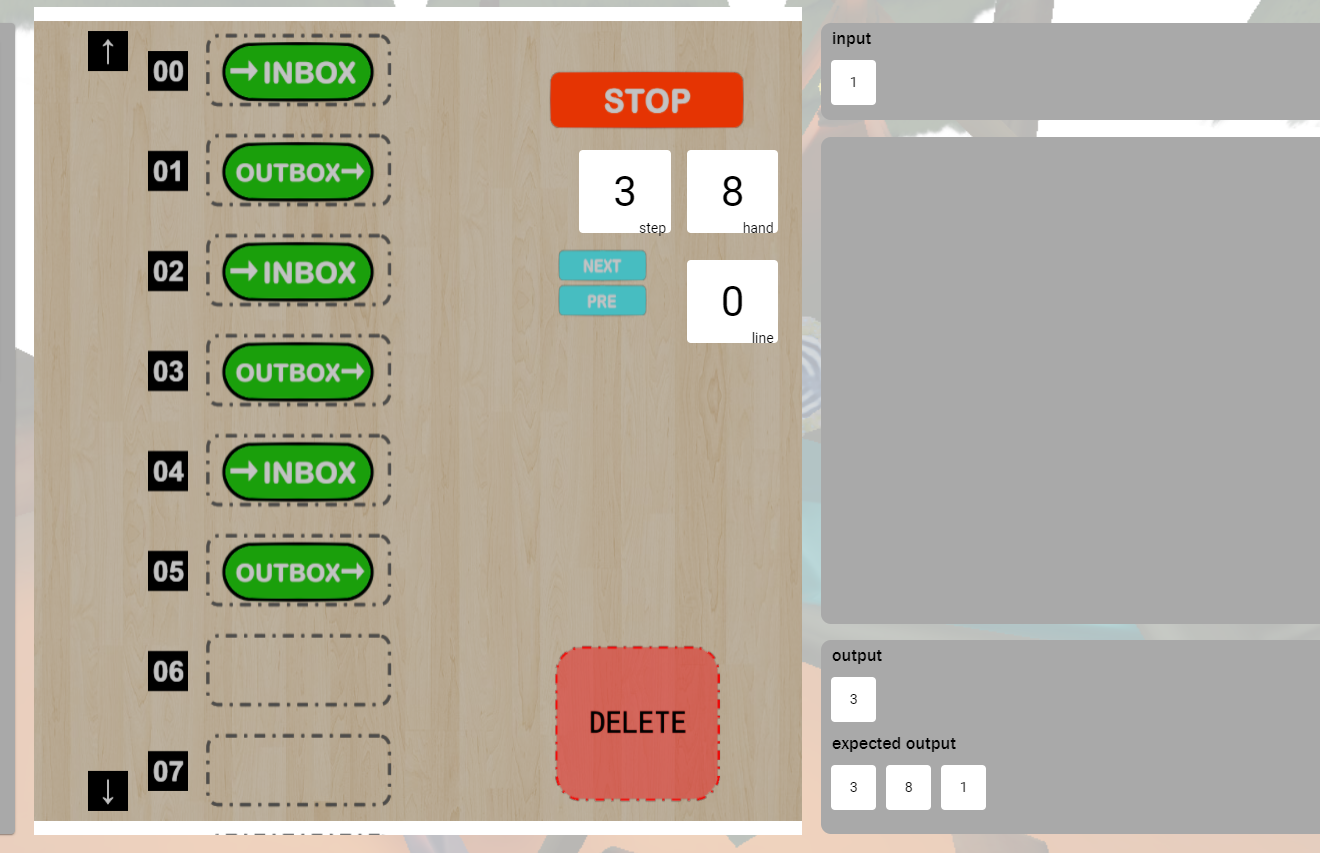 ↑
00 →INBOX
01 OUTBOX→
02 →INBOX
03 OUTBOX→
04 →INBOX
05 OUTBOX→
06
07
↓
STOP
3 step
8 hand
NEXT
PRE
0 line
DELETE
input
1
output
3
expected output
3 8 1